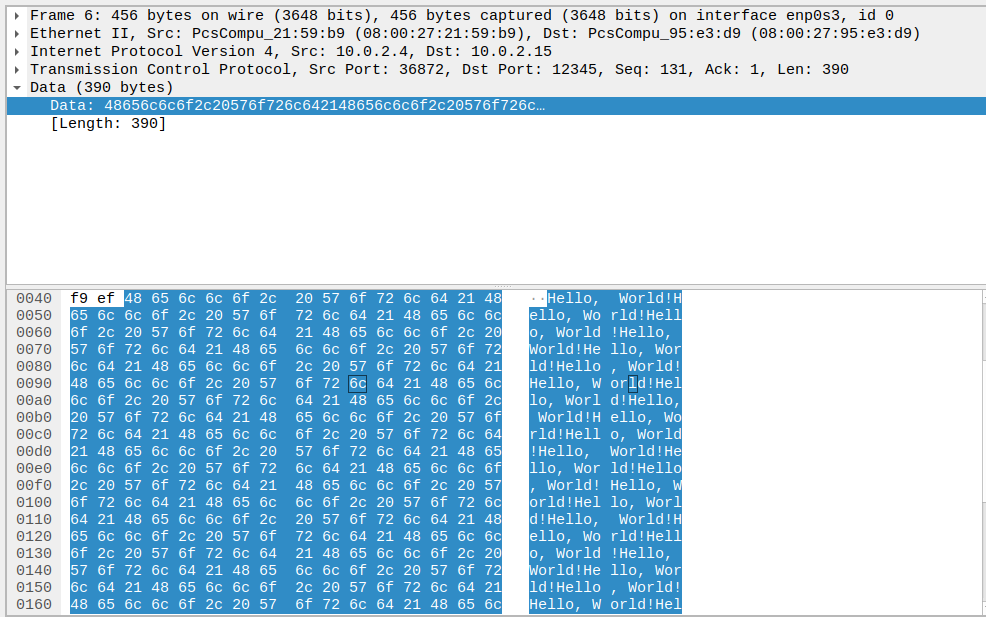 Frame 6: 456 bytes on wire (3648 bits), 456 bytes captured (3648 bits) on interface enp0s3, id 0
Ethernet II, Src: PcsCompu_21:59:b9 (08:00:27:21:59:b9), Dst: PcsCompu_95:e3:d9 (08:00:27:95:e3:d9)
Internet Protocol Version 4, Src: 10.0.2.4, Dst: 10.0.2.15
Transmission Control Protocol, Src Port: 36872, Dst Port: 12345, Seq: 131, Ack: 1, Len: 390
Data (390 bytes)
Data: 48656c6c6f2c20576f726c642148656c6c6f2c20576f726c…
[Length: 390]
0040 f9 ef 48 65 6c 6c 6f 2c 20 57 6f 72 6c 64 21 48 ··Hello, World!H
0050 65 6c 6c 6f 2c 20 57 6f 72 6c 64 21 48 65 6c 6c ello, Wo rld!Hell
0060 6f 2c 20 57 6f 72 6c 64 21 48 65 6c 6c 6f 2c 20 o, World !Hello,
0070 57 6f 72 6c 64 21 48 65 6c 6c 6f 2c 20 57 6f 72 World!He llo, Wor
0080 6c 64 21 48 65 6c 6c 6f 2c 20 57 6f 72 6c 64 21 ld!Hello , World!
0090 48 65 6c 6c 6f 2c 20 57 6f 72 6c 64 21 48 65 6c Hello, W orld!Hel
00a0 6c 6f 2c 20 57 6f 72 6c 64 21 48 65 6c 6c 6f 2c lo, Worl d!Hello,
00b0 20 57 6f 72 6c 64 21 48 65 6c 6c 6f 2c 20 57 6f World!H ello, Wo
00c0 72 6c 64 21 48 65 6c 6c 6f 2c 20 57 6f 72 6c 64 rld!Hell o, World
00d0 21 48 65 6c 6c 6f 2c 20 57 6f 72 6c 64 21 48 65 !Hello, World!He
00e0 6c 6c 6f 2c 20 57 6f 72 6c 64 21 48 65 6c 6c 6f llo, Wor ld!Hello
00f0 2c 20 57 6f 72 6c 64 21 48 65 6c 6c 6f 2c 20 57 , World! Hello, W
0100 6f 72 6c 64 21 48 65 6c 6c 6f 2c 20 57 6f 72 6c orld!Hel lo, Worl
0110 64 21 48 65 6c 6c 6f 2c 20 57 6f 72 6c 64 21 48 d!Hello, World!H
0120 65 6c 6c 6f 2c 20 57 6f 72 6c 64 21 48 65 6c 6c ello, Wo rld!Hell
0130 6f 2c 20 57 6f 72 6c 64 21 48 65 6c 6c 6f 2c 20 o, World !Hello,
0140 57 6f 72 6c 64 21 48 65 6c 6c 6f 2c 20 57 6f 72 World!He llo, Wor
0150 6c 64 21 48 65 6c 6c 6f 2c 20 57 6f 72 6c 64 21 ld!Hello , World!
0160 48 65 6c 6c 6f 2c 20 57 6f 72 6c 64 21 48 65 6c Hello, W orld!Hel